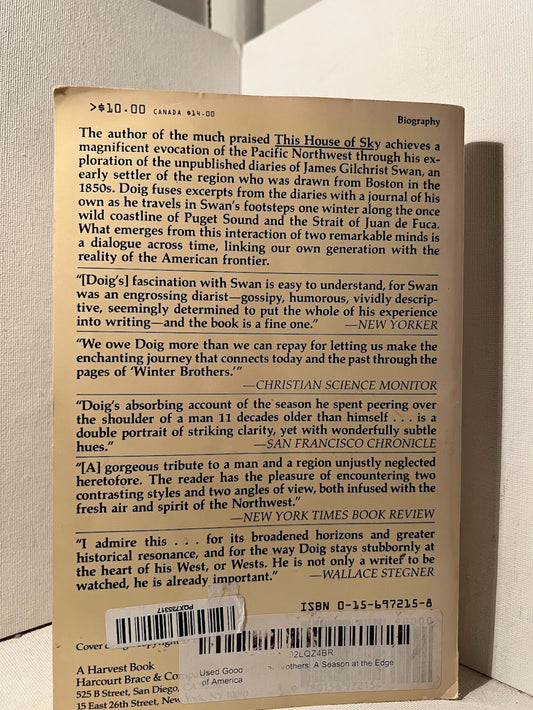 >$10.00 CANADA $14.00
Biography
The author of the much praised This House of Sky achieves a
magnificent evocation of the Pacific Northwest through his ex-
ploration of the unpublished diaries of James Gilchrist Swan, an
early settler of the region who was drawn from Boston in the
1850s. Doig fuses excerpts from the diaries with a journal of his
own as he travels in Swan's footsteps one winter along the once
wild coastline of Puget Sound and the Strait of Juan de Fuca.
What emerges from this interaction of two remarkable minds is
a dialogue across time, linking our own generation with the
reality of the American frontier.
"[Doig's] fascination with Swan is easy to understand, for Swan
was an engrossing diarist—gossipy, humorous, vividly descrip-
tive, seemingly determined to put the whole of his experience
into writing—and the book is a fine one." —NEW YORKER
"We owe Doig more than we can repay for letting us make the
enchanting journey that connects today and the past through the
pages of 'Winter Brothers.'"
—CHRISTIAN SCIENCE MONITOR
"Doig's absorbing account of the season he spent peering over
the shoulder of a man 11 decades older than himself . . . is a
double portrait of striking clarity, yet with wonderfully subtle
hues." —SAN FRANCISCO CHRONICLE
"[A] gorgeous tribute to a man and a region unjustly neglected
heretofore. The reader has the pleasure of encountering two
contrasting styles and two angles of view, both infused with the
fresh air and spirit of the Northwest."
—NEW YORK TIMES BOOK REVIEW
"I admire this . . . for its broadened horizons and greater
historical resonance, and for the way Doig stays stubbornly at
the heart of his West, or Wests. He is not only a writer to be
watched, he is already important." —WALLACE STEGNER
ISBN 0-15-697215-8
PQX735317
Cover
2LQZ4BR
Used Good others: A Season at the Edge
of America
A Harvest Book
Harcourt Brace &
525 B Street, San Diego,
15 East 26th Street, New